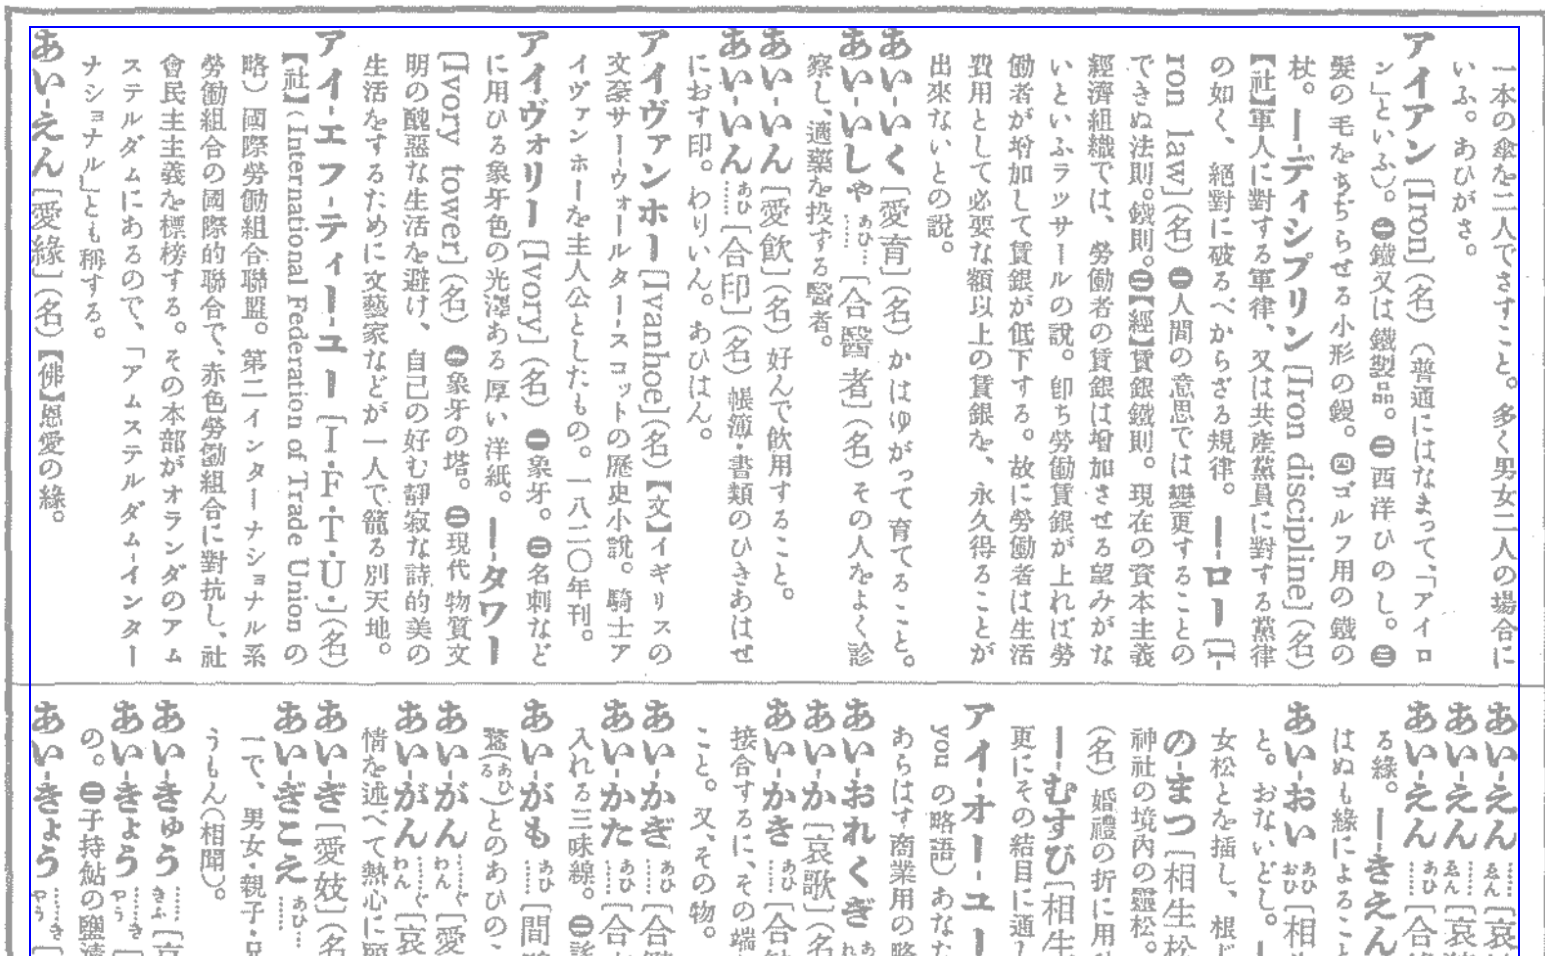 一本の傘を二人でさすこと。多く男女二人の場合に
いふ。あひがさ。
アイアン［Iron］(名)（普通にはなまって、「アイロ
ン」といふ）。㊀鐵又は鐵製品。㊁西洋ひのし。㊂
髮の毛をちぢらせる小形の鏝。㊃ゴルフ用の鐵の
杖。―-ディシプリン［Iron discipline］(名)
【社】軍人に對する軍律、又は共產黨員に對する黨律
の如く、絕對に破るべからざる規律。―-ロー［I-
ron law］(名)㊀人間の意思では變更することの
できぬ法則。鐵則。㊁【經】賃銀鐵則。現在の資本主義
經濟組織では、勞働者の賃銀は增加させる望みがな
いといふラッサールの說。卽ち勞働賃銀が上れば勞
働者が增加して賃銀が低下する。故に勞働者は生活
費用として必要な額以上の賃銀を、永久得ることが
出來ないとの說。
あい-いく［愛育］(名) かはゆがって育てること。
あい-いしゃ あひ…［合醫者］(名) その人をよく診
察し、適藥を投する醫者。
あい-いん［愛飮］(名) 好んで飮用すること。
あい-いん あひ……［合印］(名) 帳簿・書類のひきあはせ
におす印。わりいん。あひはん。
アイヴァンホー［Ivanhoe］(名)【文】イギリスの
文豪サー-ウォールター-スコットの歷史小說。騎士ア
イヴァンホーを主人公としたもの。一八二〇年刊。
アイヴォリー［Ivory］(名) ㊀象牙。㊁名刺など
に用ひる象牙色の光澤ある厚い洋紙。―-タワー
［Ivory tower］(名) ㊀象牙の塔。㊁現代物質文
明の醜惡な生活を避け、自己の好む靜寂な詩的美の
生活をするために文藝家などが一人で籠る別天地。
アイ-エフ-ティー-ユー［I・F・T・U・］(名)
【社】(International Federation of Trade Union の
略) 國際勞働組合聯盟。第二インターナショナル系
勞働組合の國際的聯合で、赤色勞働組合に對抗し、社
會民主主義を標榜する。その本部がオランダのアム
ステルダムにあるので、「アムステルダム-インター
ナショナル」とも稱する。
あい-えん［愛緣］(名)【佛】恩愛の緣。
あい-えん ……ゑん［哀
あい-えん ……ゑん［哀
あい-えん あひ……［合緣
る緣。―-きえん
はぬも緣によること
あい-おい あひおひ［相
と。おないどし。―
女松とを插し、根じ
の-まつ［相生松
神社の境內の靈松。
(名) 婚禮の折に用
―-むすび［相生
更にその結目に通し
アイ-オー-ユー
you の略語) あなた
あらはす商業用の略
あい-おれくぎ
あい-か［哀歌］(名
あい-かき あひ……［合
接合するに、その端
こと。又、その物。
あい-かぎ あひ……［合鍵
あい-かた あひ……［合方
入れる三味線。㊁
あい-がも あひ……［間
鶩(あひる)とのあひのこ
あい-がん ……ぐわん［愛
あい-がん ……ぐわん［哀
情を述べて熱心に
あい-ぎ［愛妓］(名
あい-ぎこえ あひ……
一で、男女・親子・兄
うもん(相聞)。
あい-きゅう ……きふ［哀
あい-きょう ……やう［
の。㊁子持鮎の鹽漬
あい-きょう ……きやう［